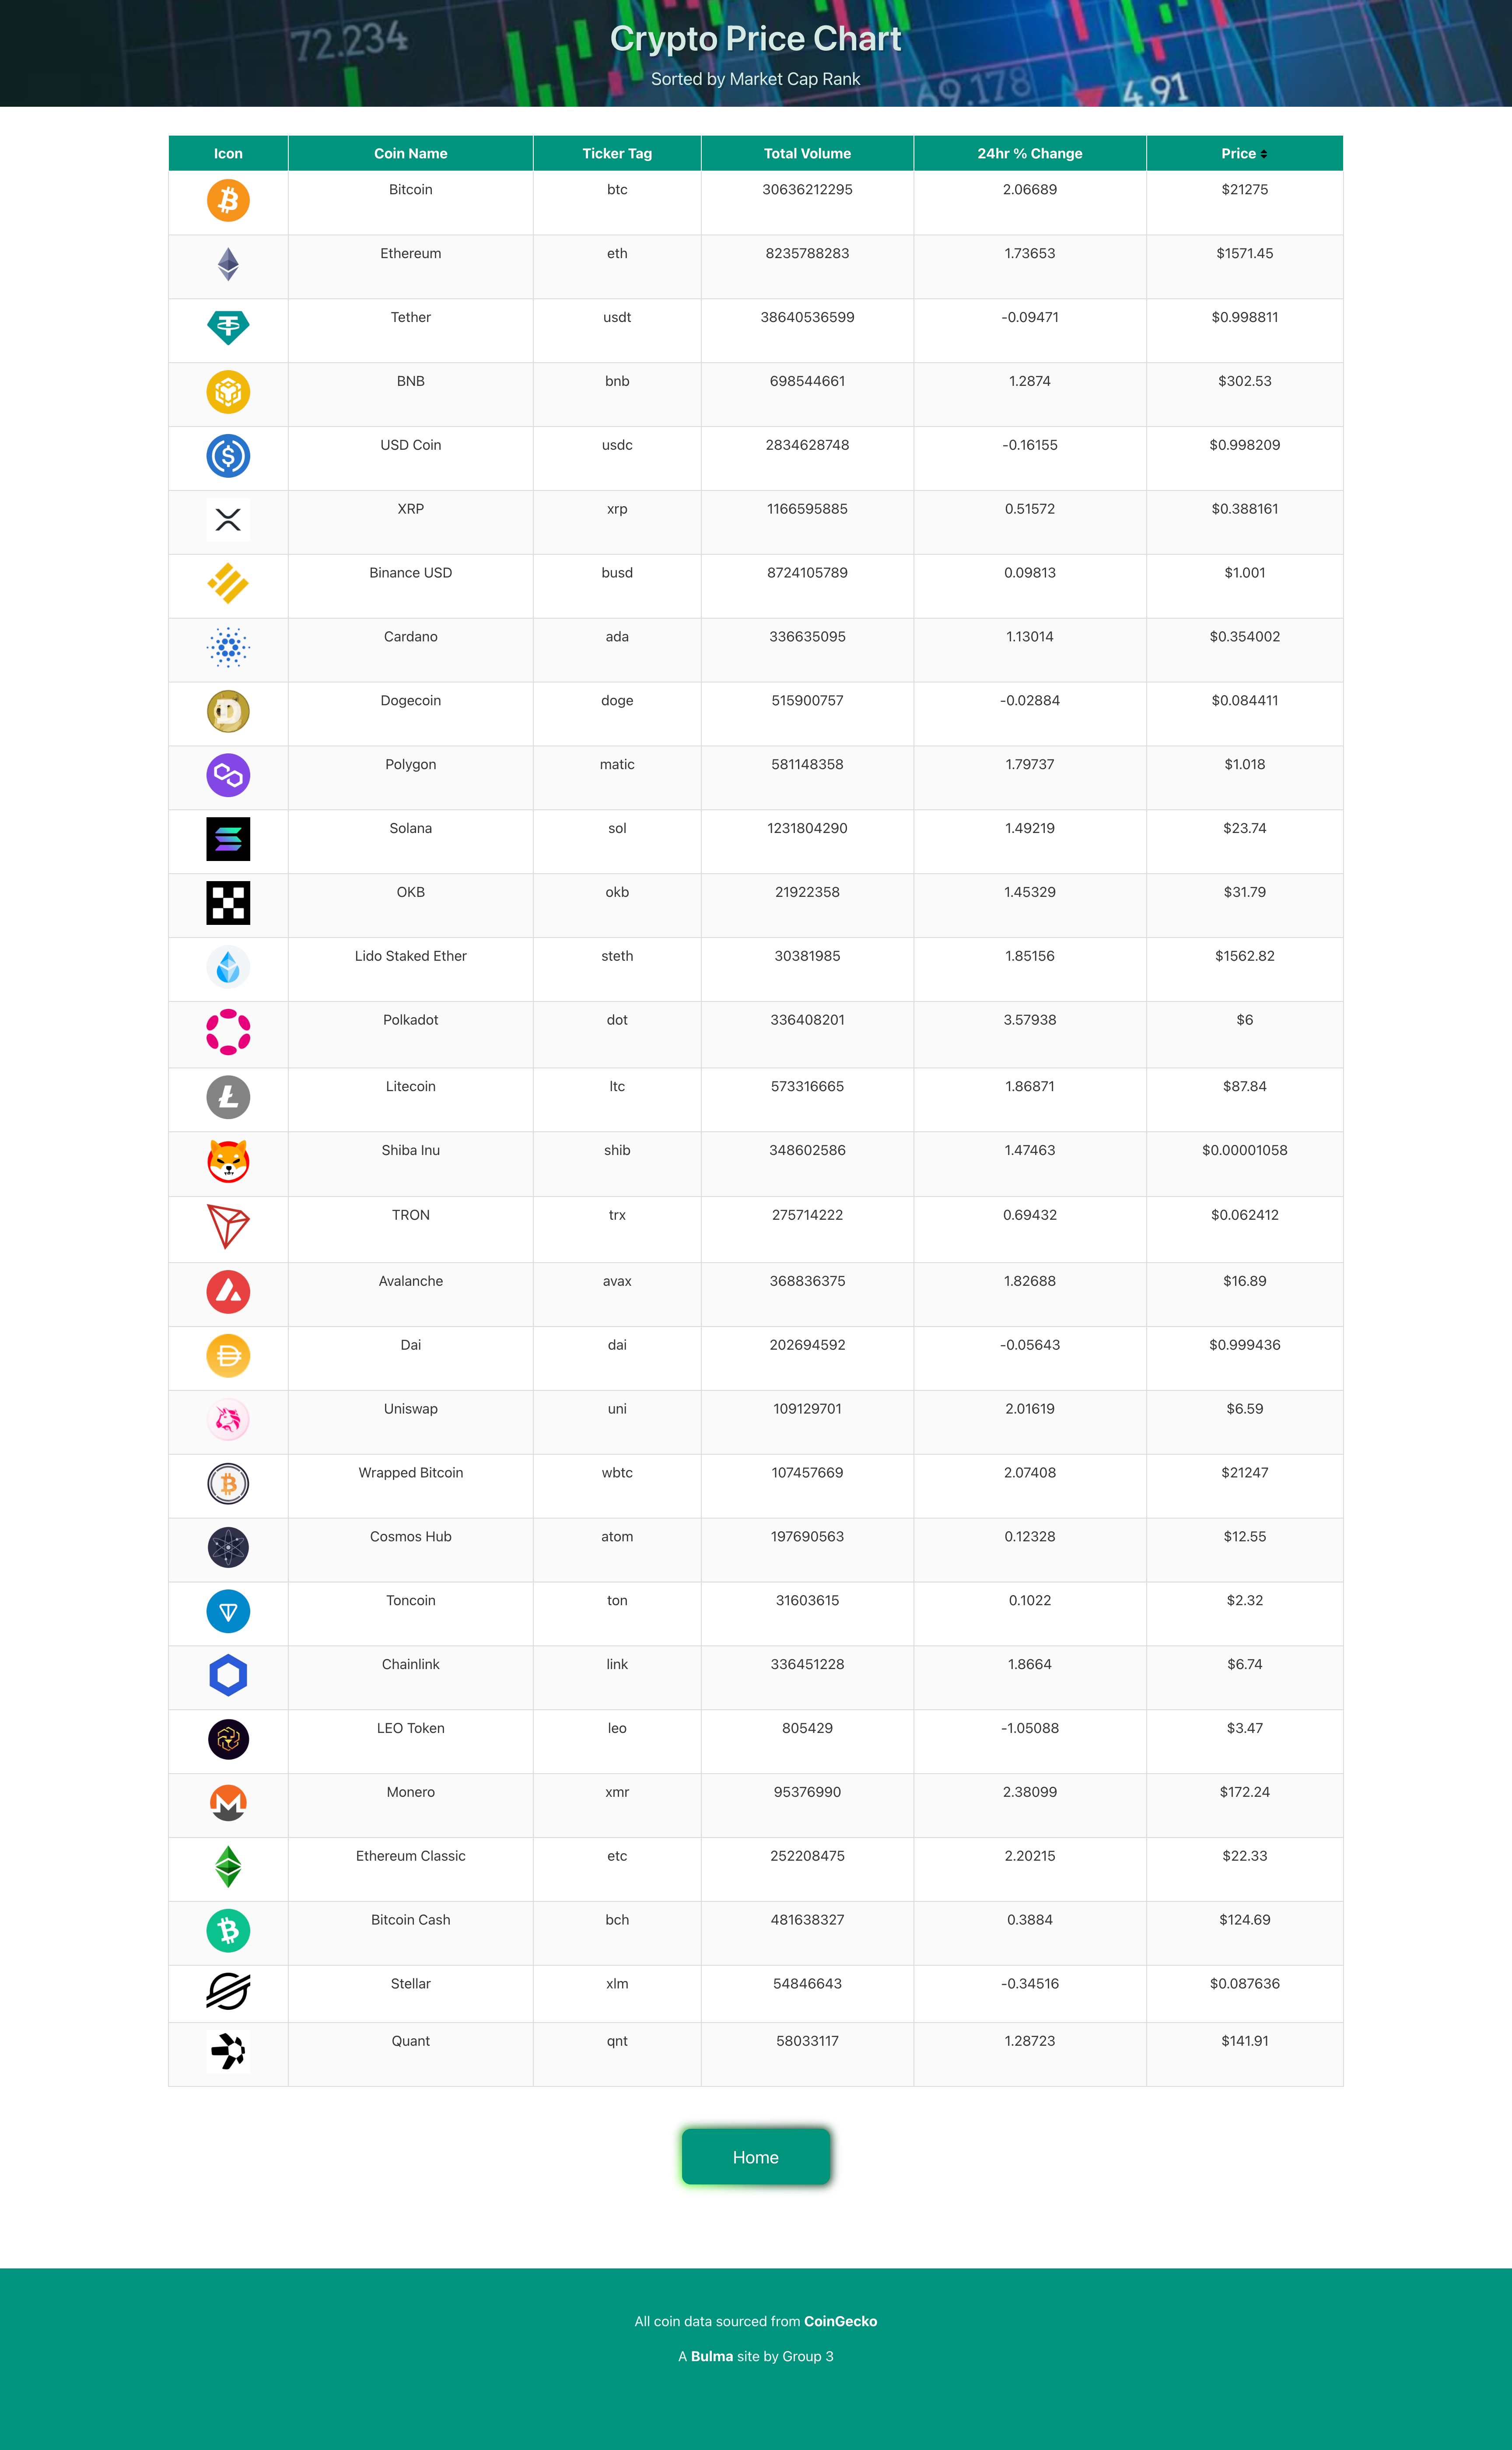 72.234
Crypto Price Chart
Sorted by Market Cap Rank
69.178
4.91
Icon Coin Name Ticker Tag Total Volume 24hr % Change Price
Bitcoin btc 30636212295 2.06689 $21275
Ethereum eth 8235788283 1.73653 $1571.45
Tether usdt 38640536599 -0.09471 $0.998811
BNB bnb 698544661 1.2874 $302.53
USD Coin usdc 2834628748 -0.16155 $0.998209
XRP xrp 1166595885 0.51572 $0.388161
Binance USD busd 8724105789 0.09813 $1.001
Cardano ada 336635095 1.13014 $0.354002
Dogecoin doge 515900757 -0.02884 $0.084411
Polygon matic 581148358 1.79737 $1.018
Solana sol 1231804290 1.49219 $23.74
OKB okb 21922358 1.45329 $31.79
Lido Staked Ether steth 30381985 1.85156 $1562.82
Polkadot dot 336408201 3.57938 $6
Litecoin ltc 573316665 1.86871 $87.84
Shiba Inu shib 348602586 1.47463 $0.00001058
TRON trx 275714222 0.69432 $0.062412
Avalanche avax 368836375 1.82688 $16.89
Dai dai 202694592 -0.05643 $0.999436
Uniswap uni 109129701 2.01619 $6.59
Wrapped Bitcoin wbtc 107457669 2.07408 $21247
Cosmos Hub atom 197690563 0.12328 $12.55
Toncoin ton 31603615 0.1022 $2.32
Chainlink link 336451228 1.8664 $6.74
LEO Token leo 805429 -1.05088 $3.47
Monero xmr 95376990 2.38099 $172.24
Ethereum Classic etc 252208475 2.20215 $22.33
Bitcoin Cash bch 481638327 0.3884 $124.69
Stellar xlm 54846643 -0.34516 $0.087636
Quant qnt 58033117 1.28723 $141.91
Home
All coin data sourced from CoinGecko
A Bulma site by Group 3